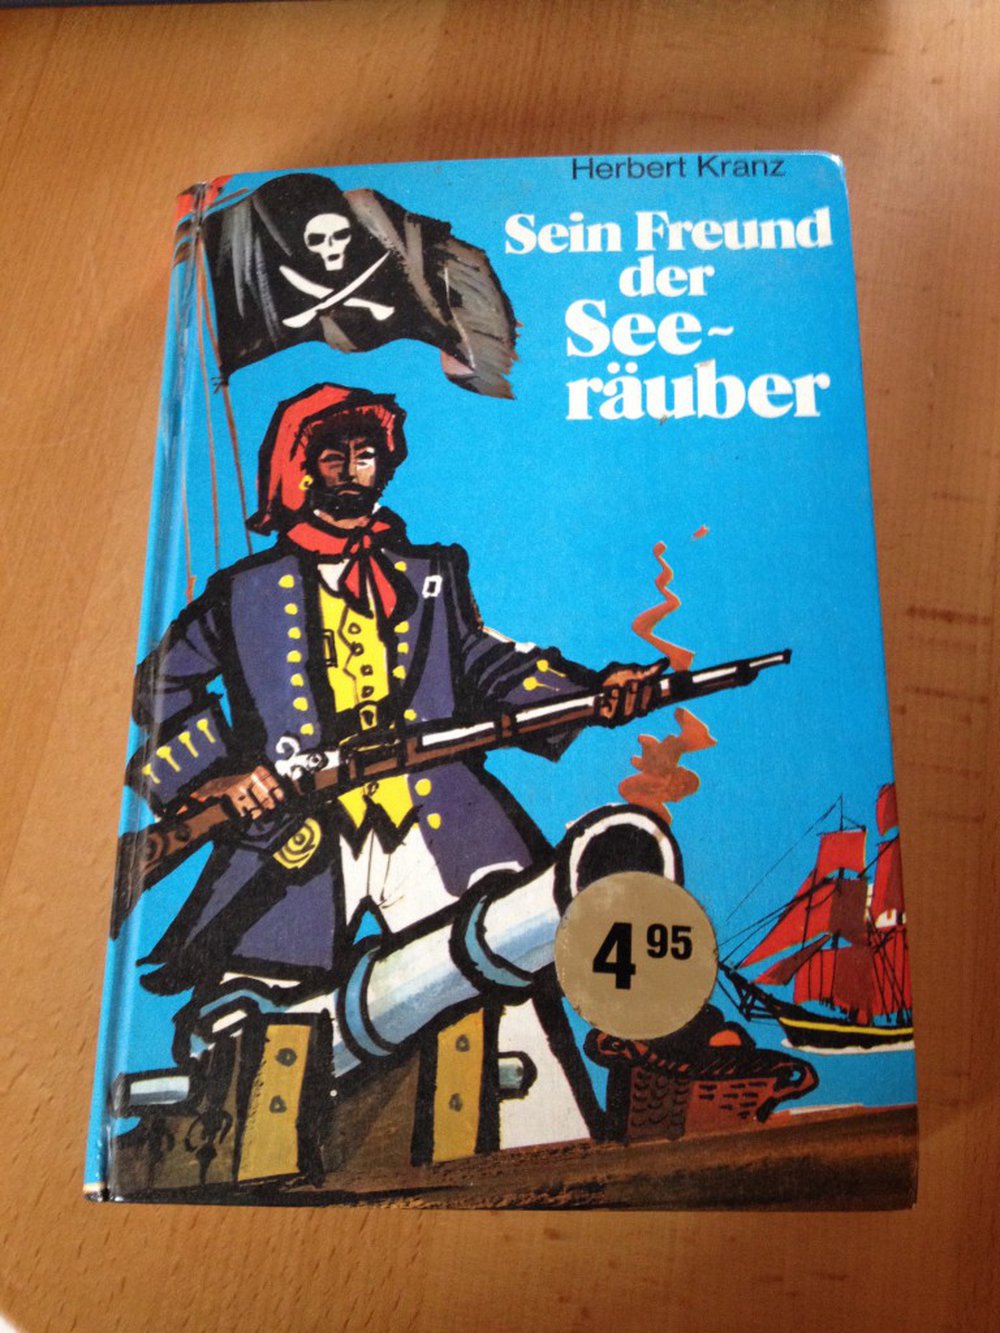 Herbert Kranz
Sein Freund
der
See-
räuber
4 95